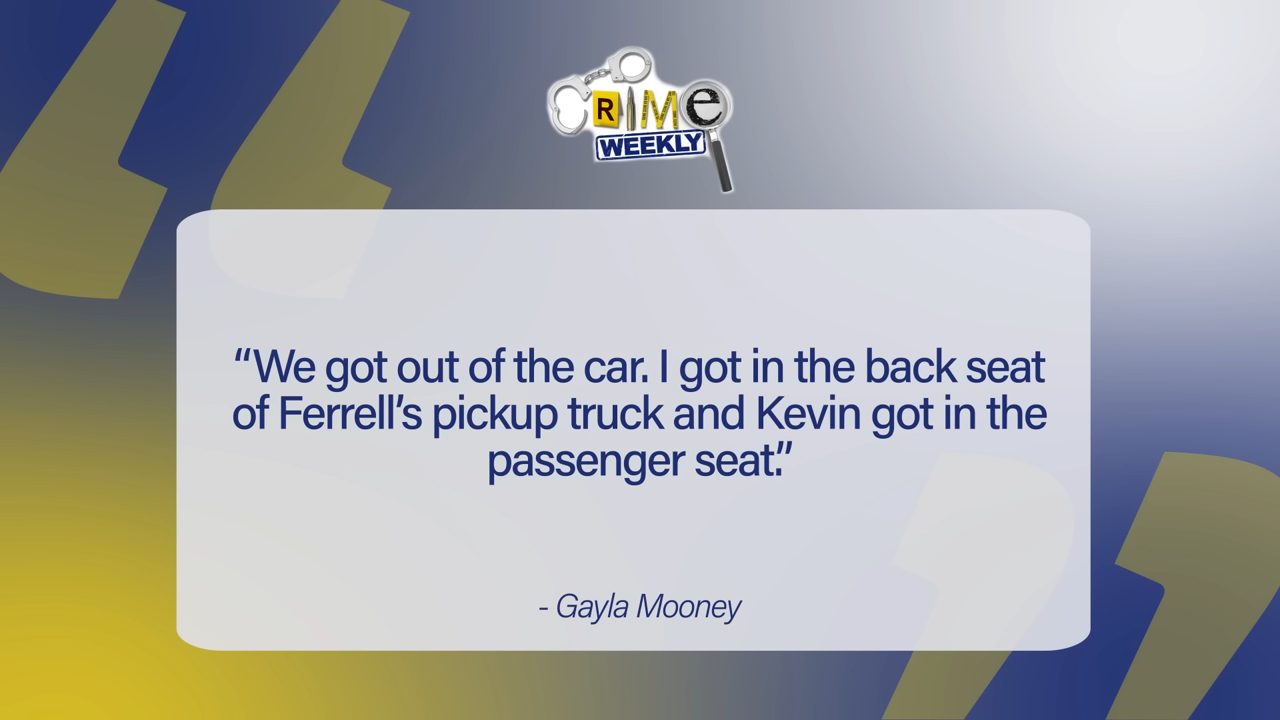 CRIMe
WEEKLY
“We got out of the car. I got in the back seat
of Ferrell’s pickup truck and Kevin got in the
passenger seat.”
- Gayla Mooney